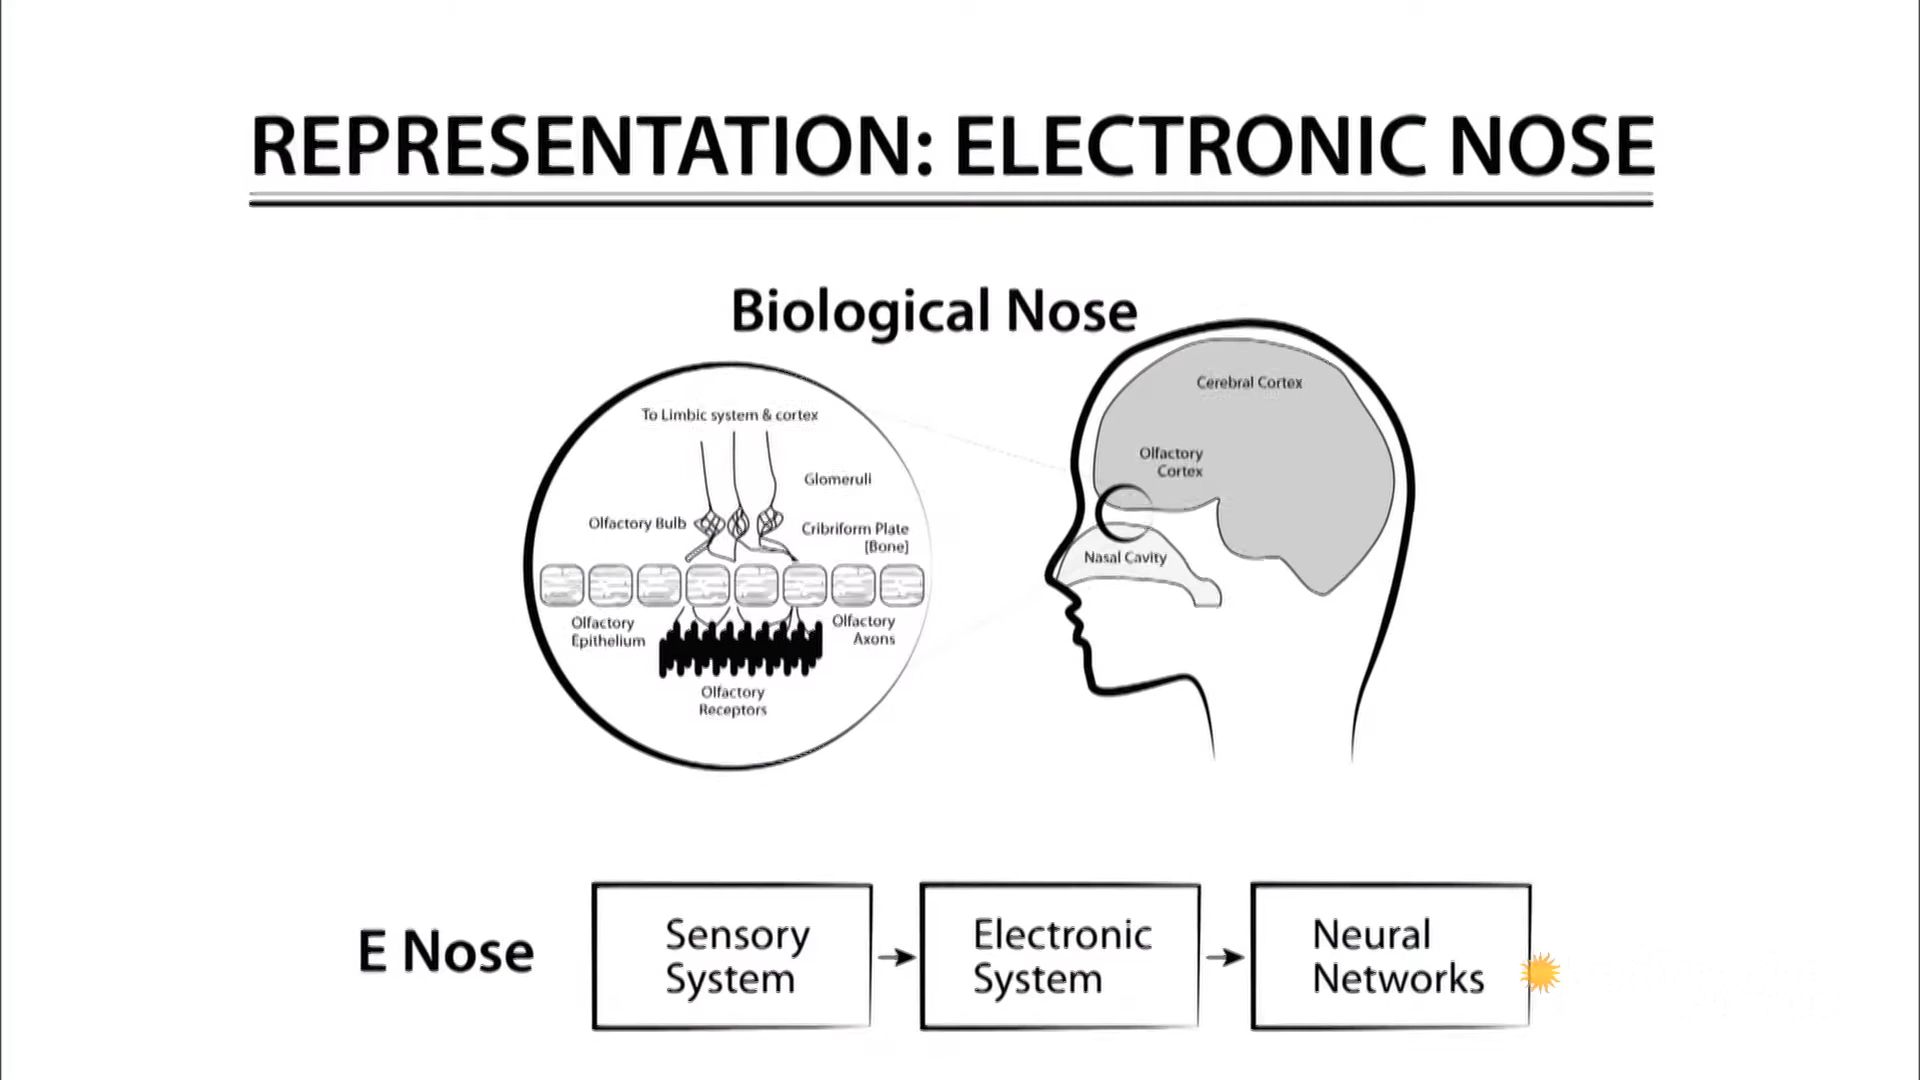 REPRESENTATION: ELECTRONIC NOSE
Biological Nose
To Limbic system & cortex
Glomeruli
Olfactory Bulb
Cribriform Plate
[Bone]
Olfactory
Epithelium
Olfactory
Axons
Olfactory
Receptors
Cerebral Cortex
Olfactory
Cortex
Nasal Cavity
E Nose
Sensory
System
Electronic
System
Neural
Networks